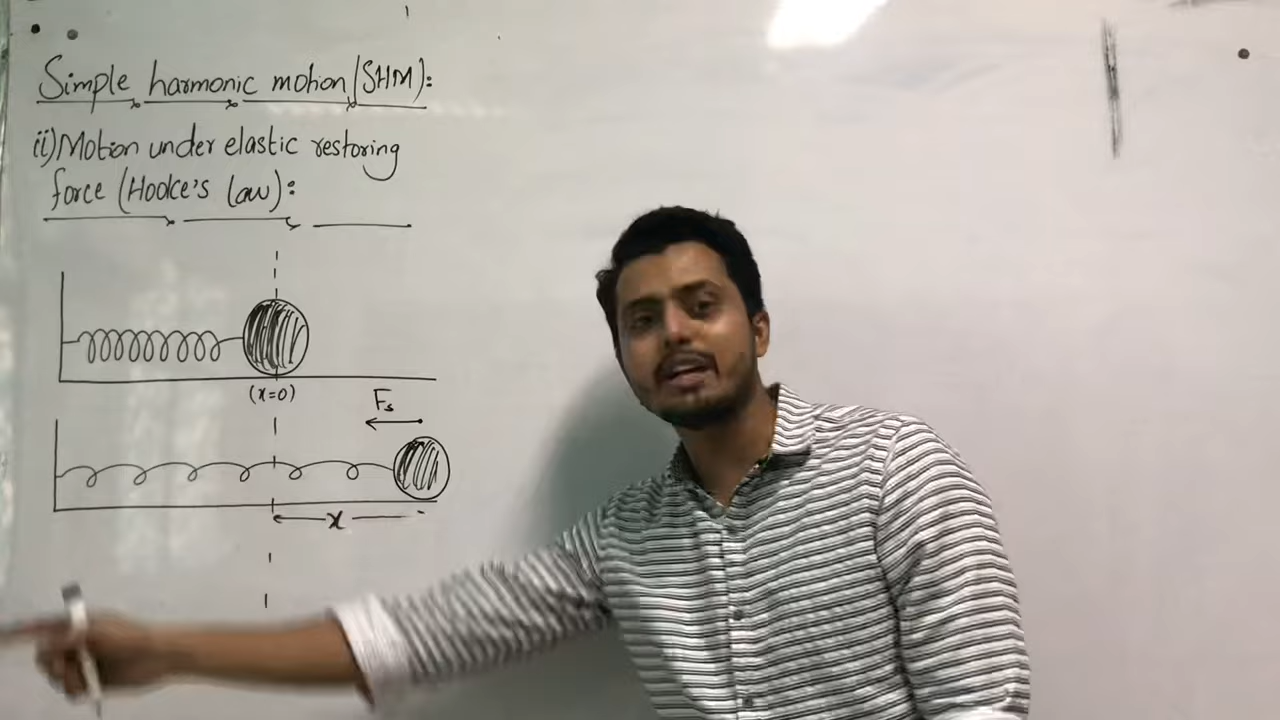 Simple harmonic motion (SHM):
ii) Motion under elastic restoring
force (Hooke's law):
(x=0)
Fs
x